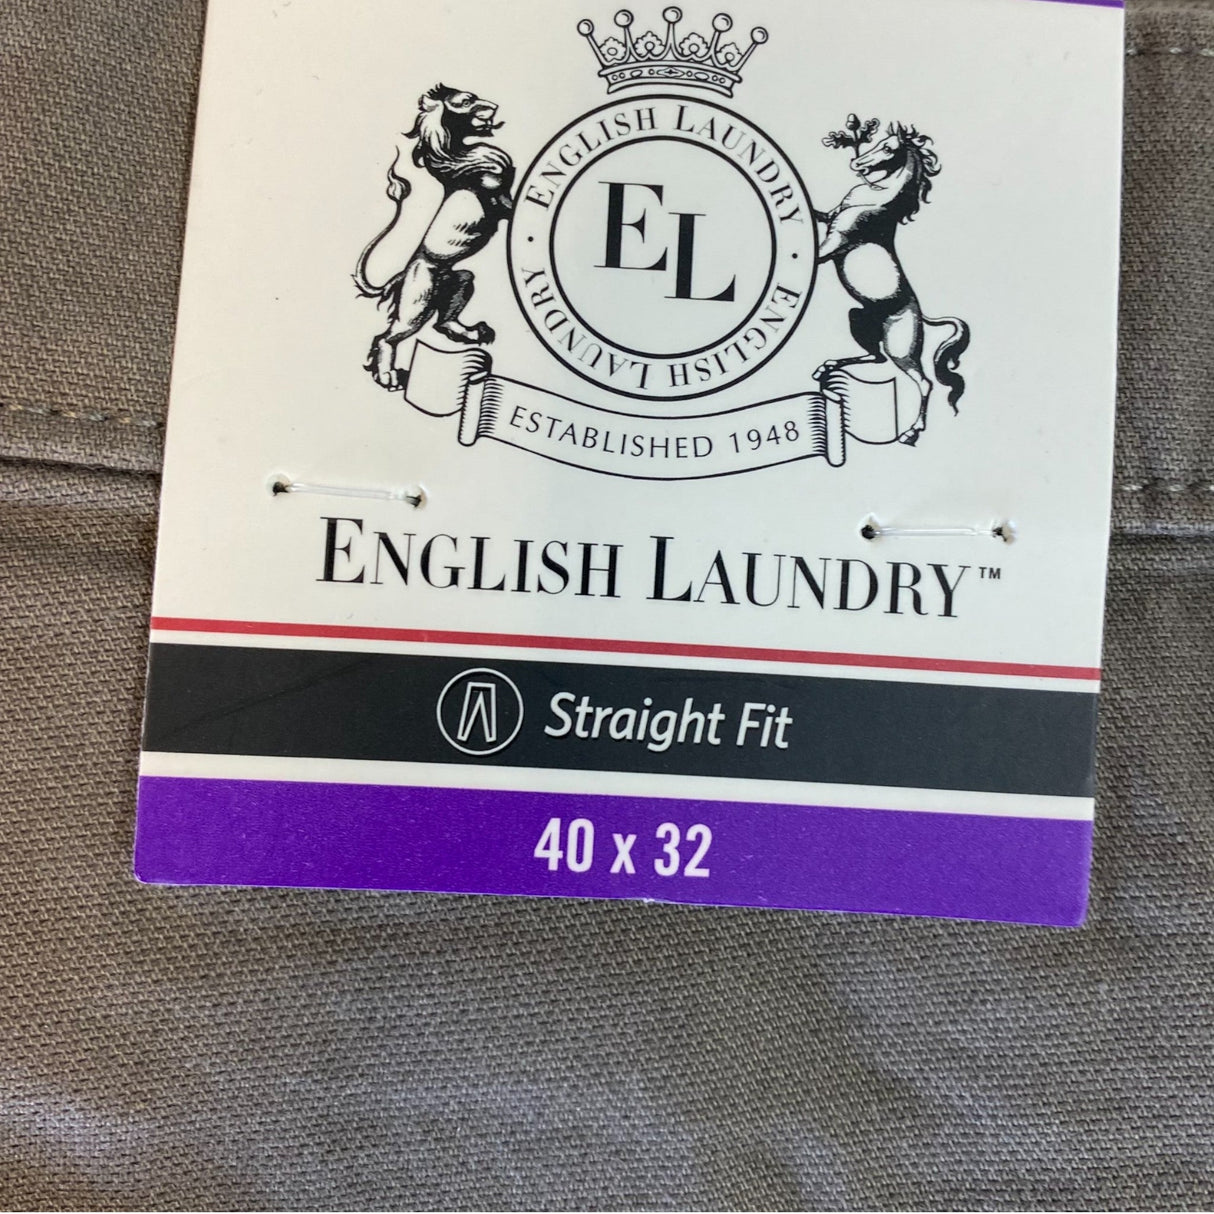 ENGLISH LAUNDRY
EL
ENGLISH LAUNDRY
ESTABLISHED 1948
ENGLISH LAUNDRY™
Straight Fit
40 x 32